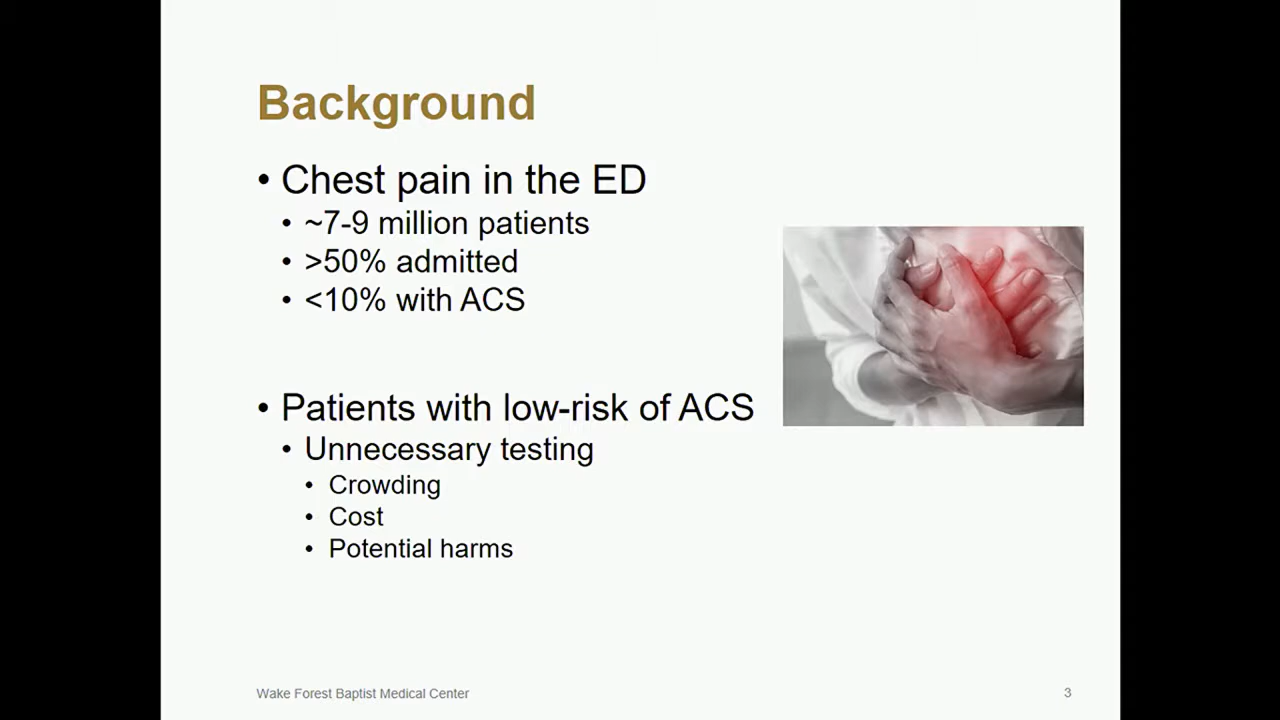 Background
• Chest pain in the ED
• ~7-9 million patients
• >50% admitted
• <10% with ACS
• Patients with low-risk of ACS
• Unnecessary testing
• Crowding
• Cost
• Potential harms
Wake Forest Baptist Medical Center
3